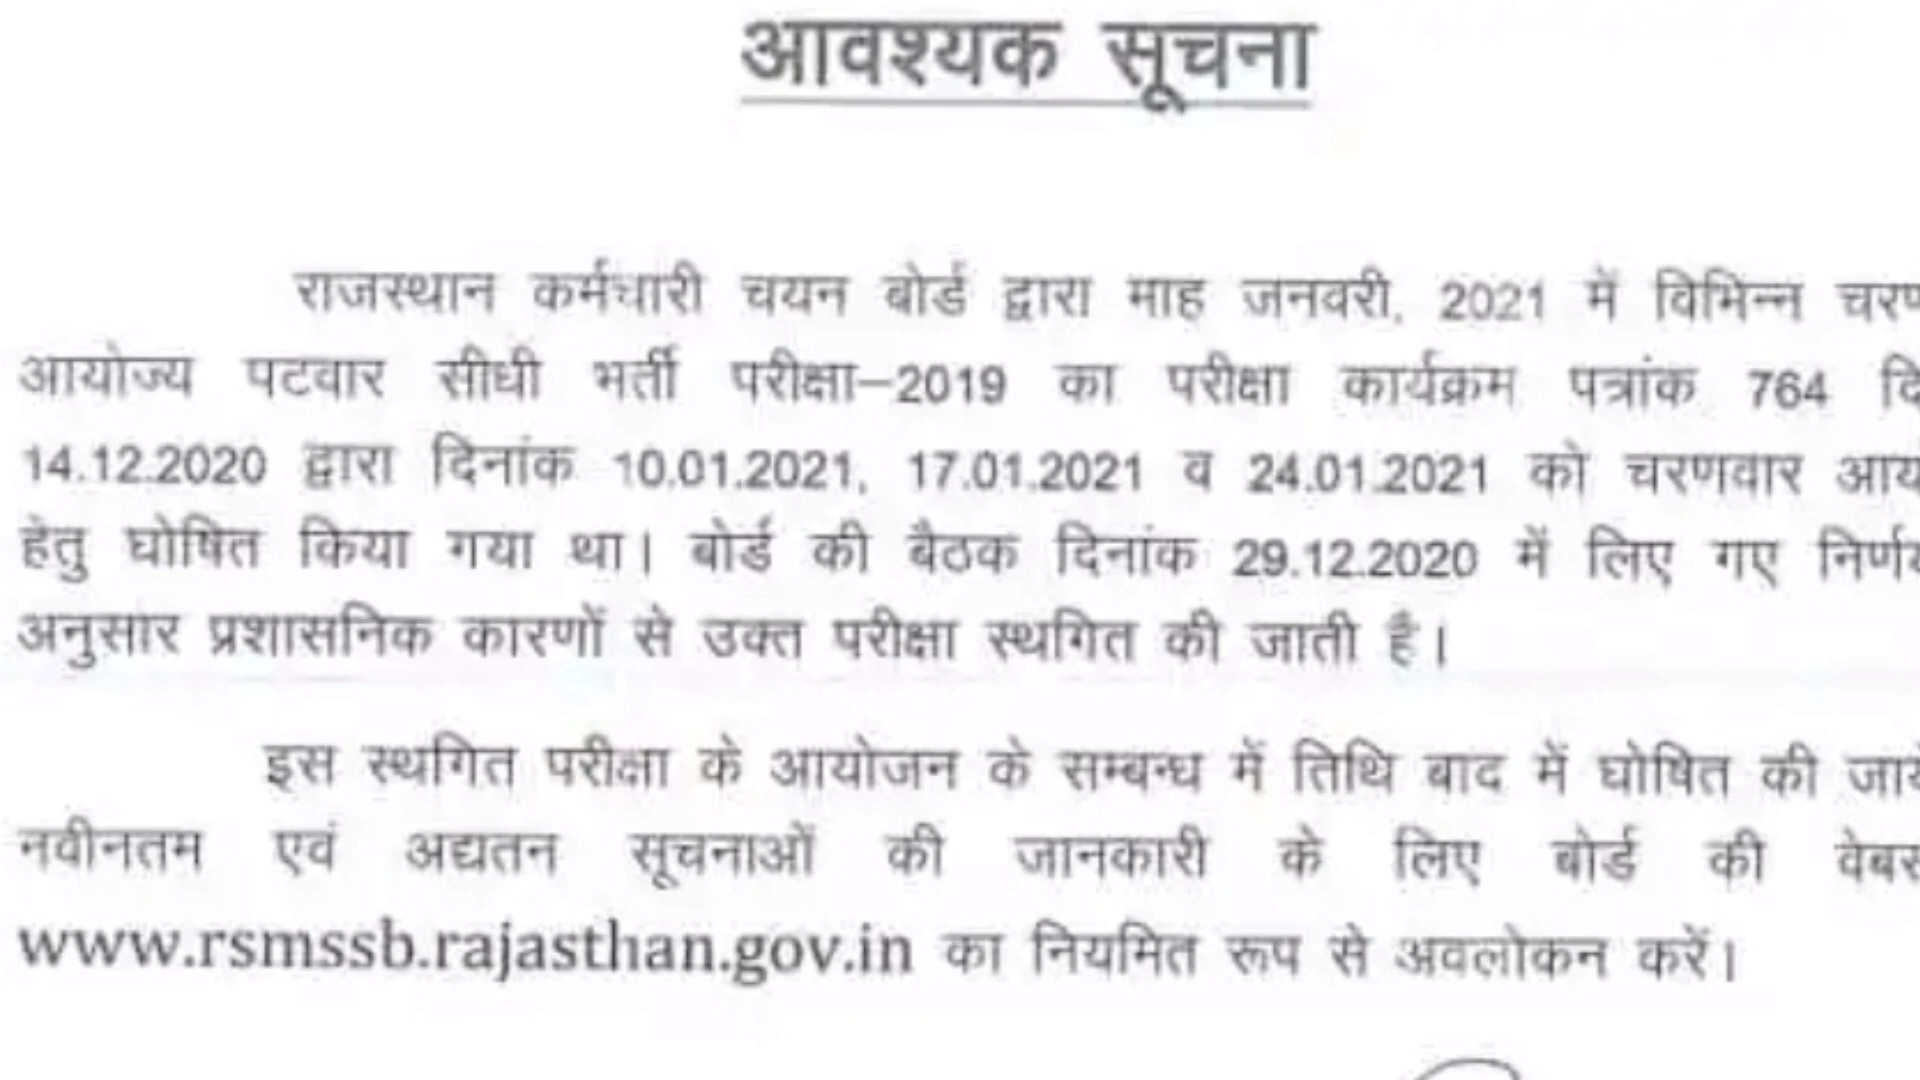 आवश्यक सूचना
राजस्थान कर्मचारी चयन बोर्ड द्वारा माह जनवरी, 2021 में विभिन्न
आयोज्य पटवार सीधी भर्ती परीक्षा–2019 का परीक्षा कार्यक्रम पत्रांक 764
14.12.2020 द्वारा दिनांक 10.01.2021, 17.01.2021 व 24.01.2021 को चरणवार
हेतु घोषित किया गया था। बोर्ड की बैठक दिनांक 29.12.2020 में लिए गए
अनुसार प्रशासनिक कारणों से उक्त परीक्षा स्थगित की जाती है।
इस स्थगित परीक्षा के आयोजन के सम्बन्ध में तिथि बाद में घोषित की
नवीनतम एवं अद्यतन सूचनाओं की जानकारी के लिए बोर्ड की
www.rsmssb.rajasthan.gov.in का नियमित रूप से अवलोकन करें।